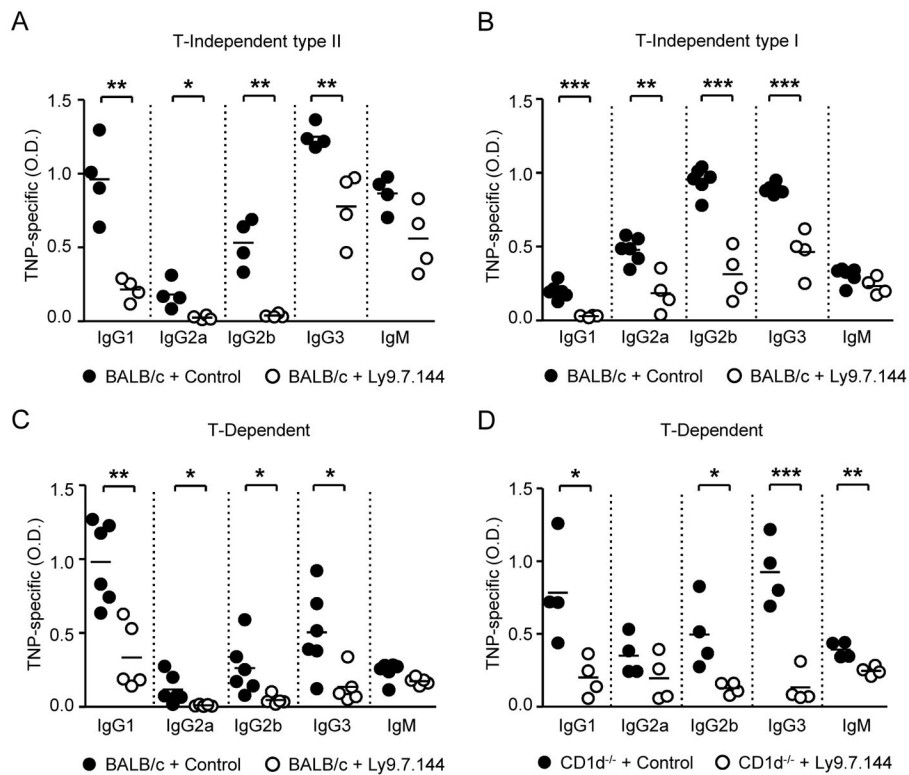 A
T-Independent type II
** * ** **
1.5
1.0
0.5
0.0
TNP-specific (O.D.)
IgG1 IgG2a IgG2b IgG3 IgM
● BALB/c + Control ○ BALB/c + Ly9.7.144
B
T-Independent type I
*** ** *** ***
1.5
1.0
0.5
0.0
TNP-specific (O.D.)
IgG1 IgG2a IgG2b IgG3 IgM
● BALB/c + Control ○ BALB/c + Ly9.7.144
C
T-Dependent
** * * *
1.5
1.0
0.5
0.0
TNP-specific (O.D.)
IgG1 IgG2a IgG2b IgG3 IgM
● BALB/c + Control ○ BALB/c + Ly9.7.144
D
T-Dependent
* * *** **
1.5
1.0
0.5
0.0
TNP-specific (O.D.)
IgG1 IgG2a IgG2b IgG3 IgM
● CD1d-/- + Control ○ CD1d-/- + Ly9.7.144